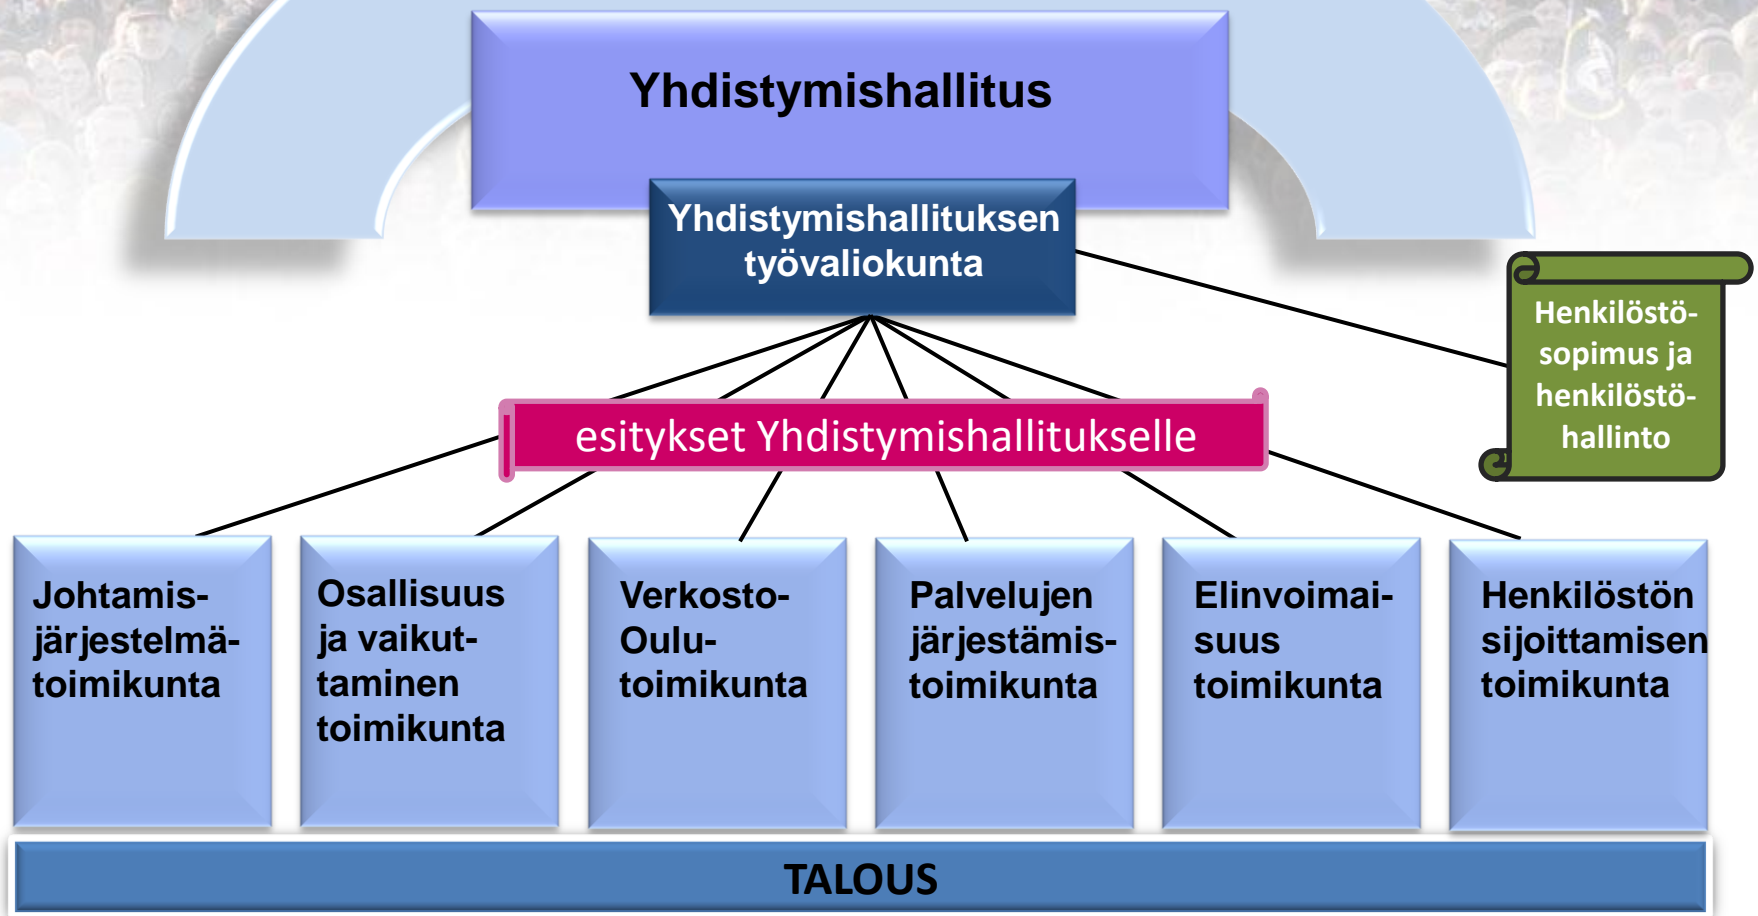 Yhdistymishallitus
Yhdistymishallituksen
työvaliokunta
Henkilöstö-
sopimus ja
henkilöstö-
hallinto
esitykset Yhdistymishallitukselle
Johtamis-
järjestelmä-
toimikunta
Osallisuus
ja vaikut-
taminen
toimikunta
Verkosto-
Oulu-
toimikunta
Palvelujen
järjestämis-
toimikunta
Elinvoimai-
suus
toimikunta
Henkilöstön
sijoittamisen
toimikunta
TALOUS